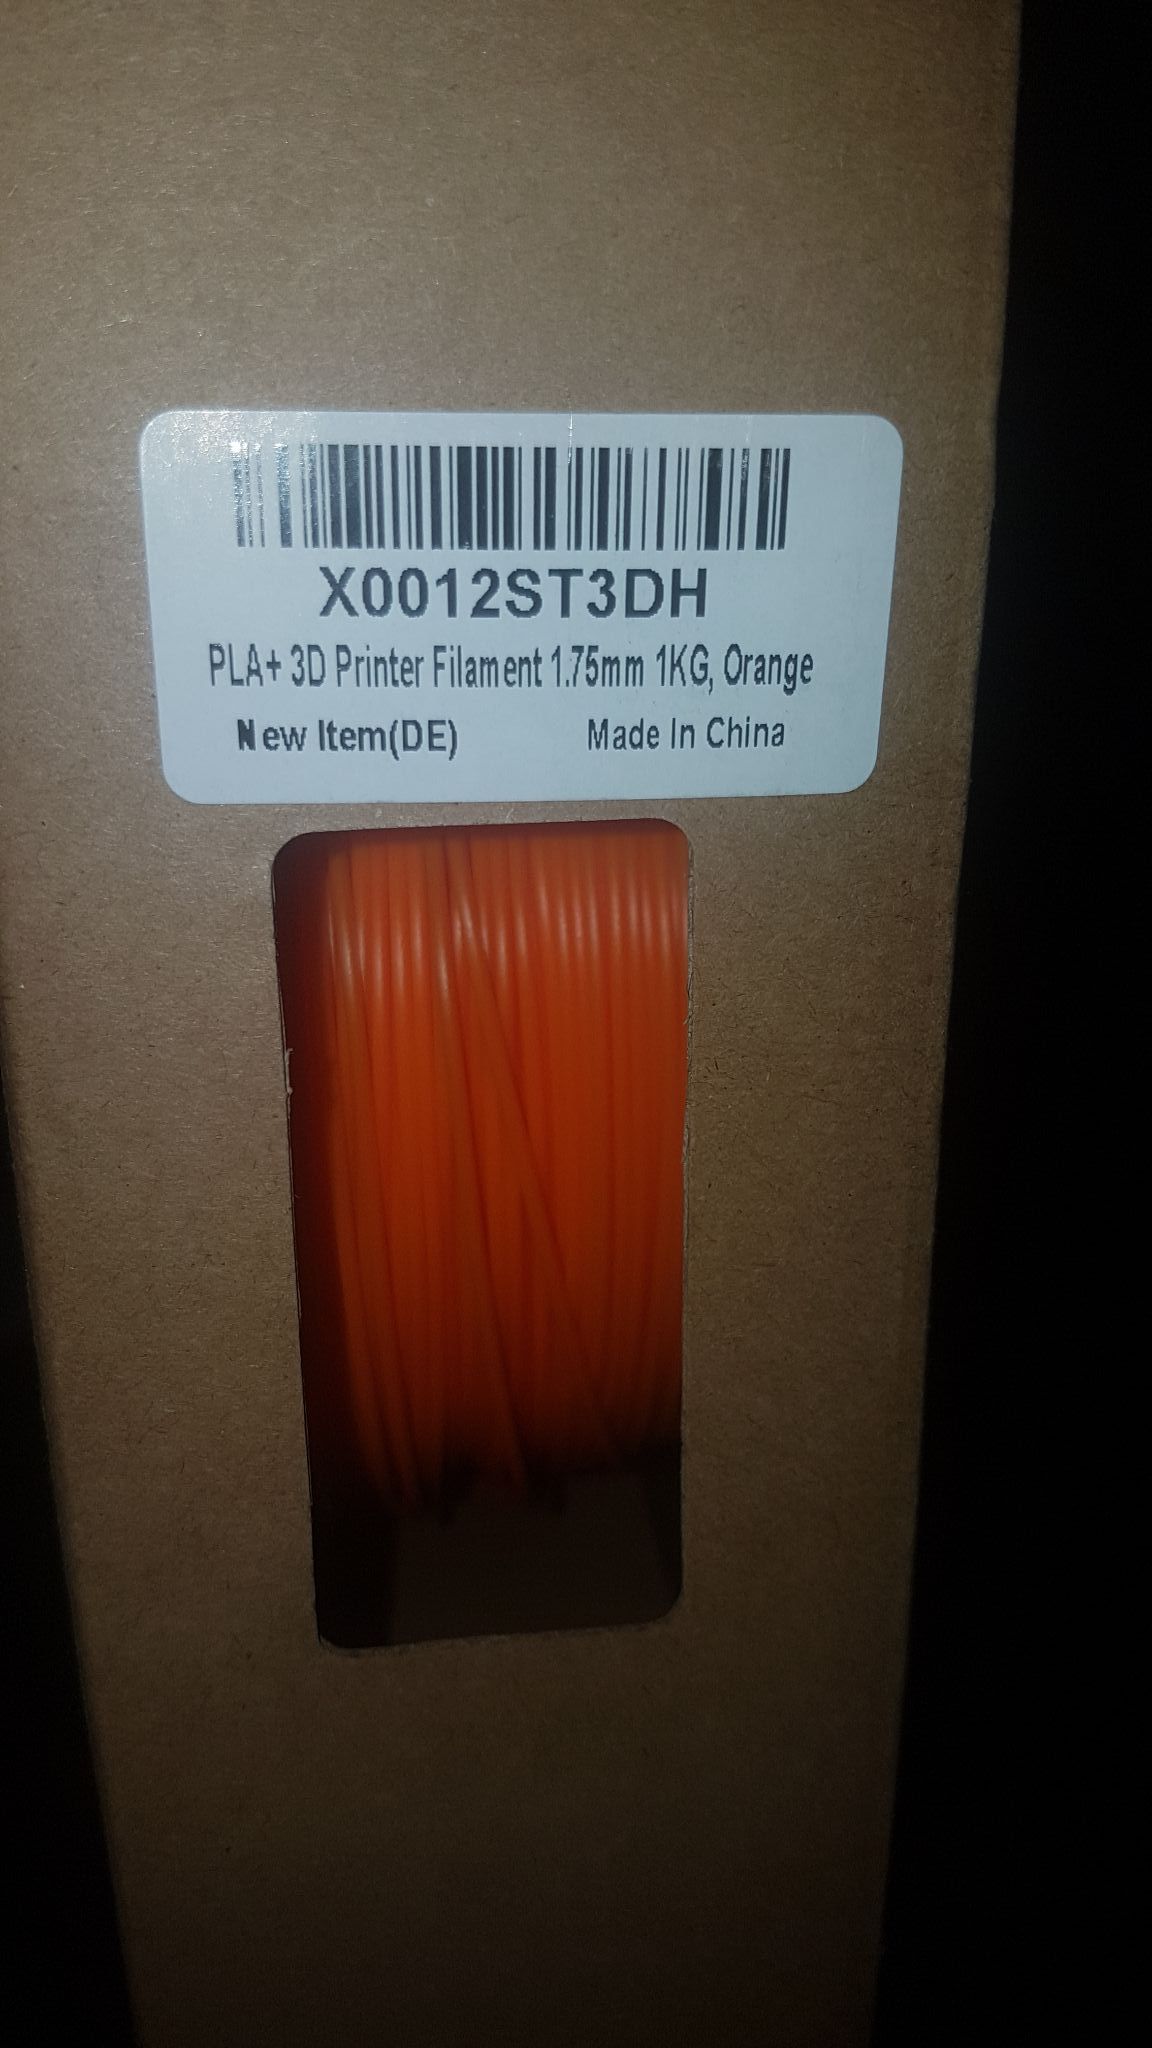 X0012ST3DH
PLA+ 3D Printer Filament 1.75mm 1KG, Orange
New Item(DE) Made In China